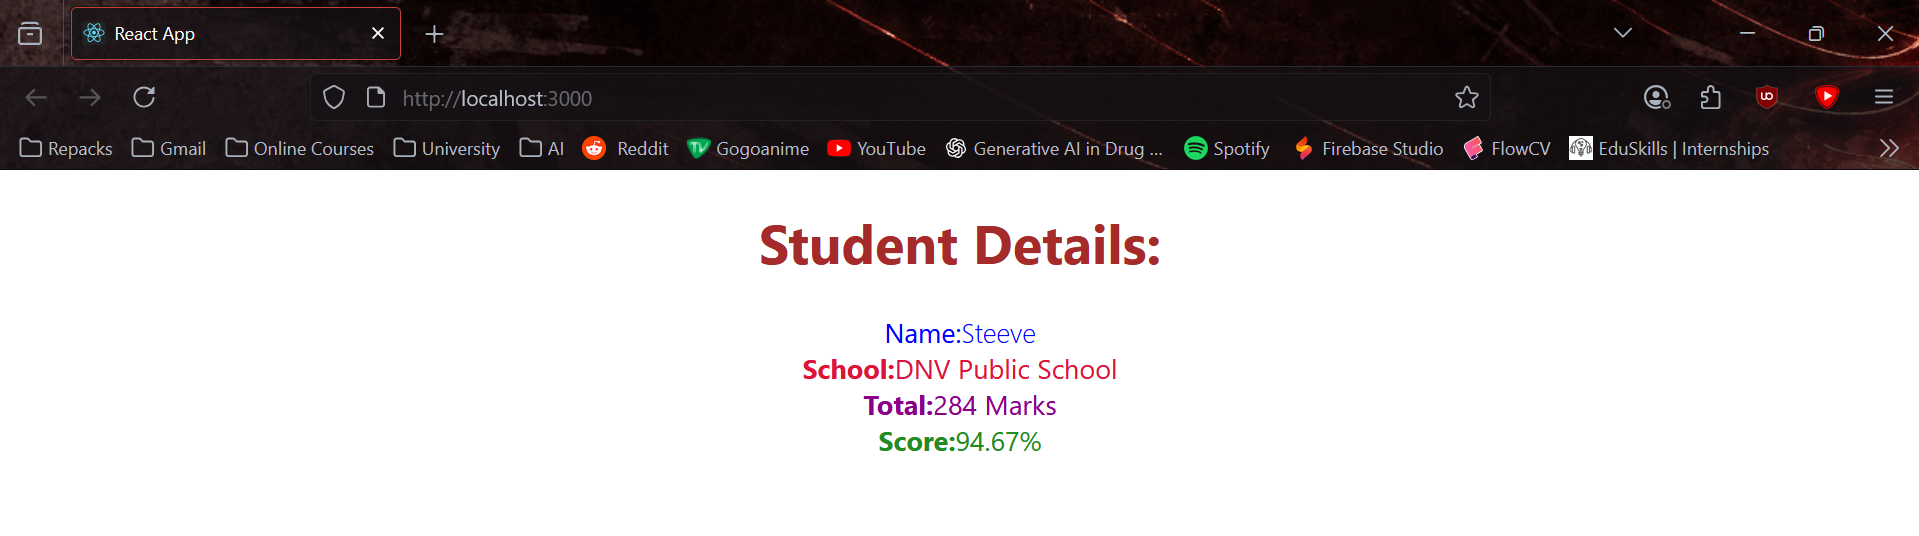 React App
http://localhost:3000
Repacks Gmail Online Courses University AI Reddit Gogoanime YouTube Generative AI in Drug ... Spotify Firebase Studio FlowCV EduSkills | Internships
Student Details:
Name:Steeve
School:DNV Public School
Total:284 Marks
Score:94.67%